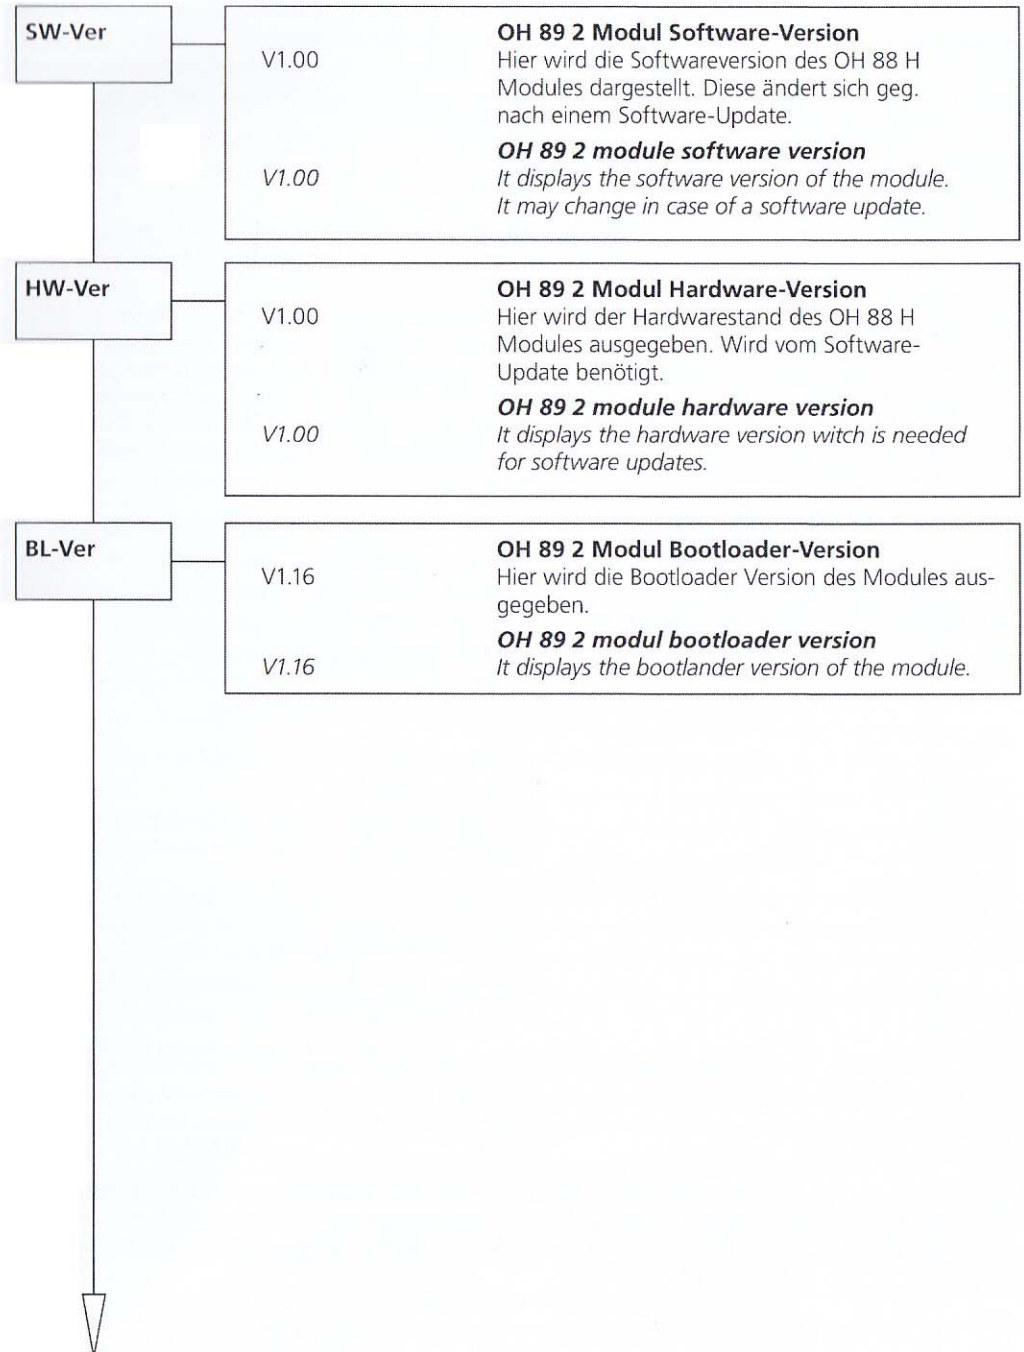 SW-Ver
OH 89 2 Modul Software-Version
V1.00 Hier wird die Softwareversion des OH 88 H
Modules dargestellt. Diese ändert sich geg.
nach einem Software-Update.
OH 89 2 module software version
V1.00 It displays the software version of the module.
It may change in case of a software update.
HW-Ver
OH 89 2 Modul Hardware-Version
V1.00 Hier wird der Hardwarestand des OH 88 H
Modules ausgegeben. Wird vom Software-
Update benötigt.
OH 89 2 module hardware version
V1.00 It displays the hardware version witch is needed
for software updates.
BL-Ver
OH 89 2 Modul Bootloader-Version
V1.16 Hier wird die Bootloader Version des Modules aus-
gegeben.
OH 89 2 modul bootloader version
V1.16 It displays the bootlander version of the module.